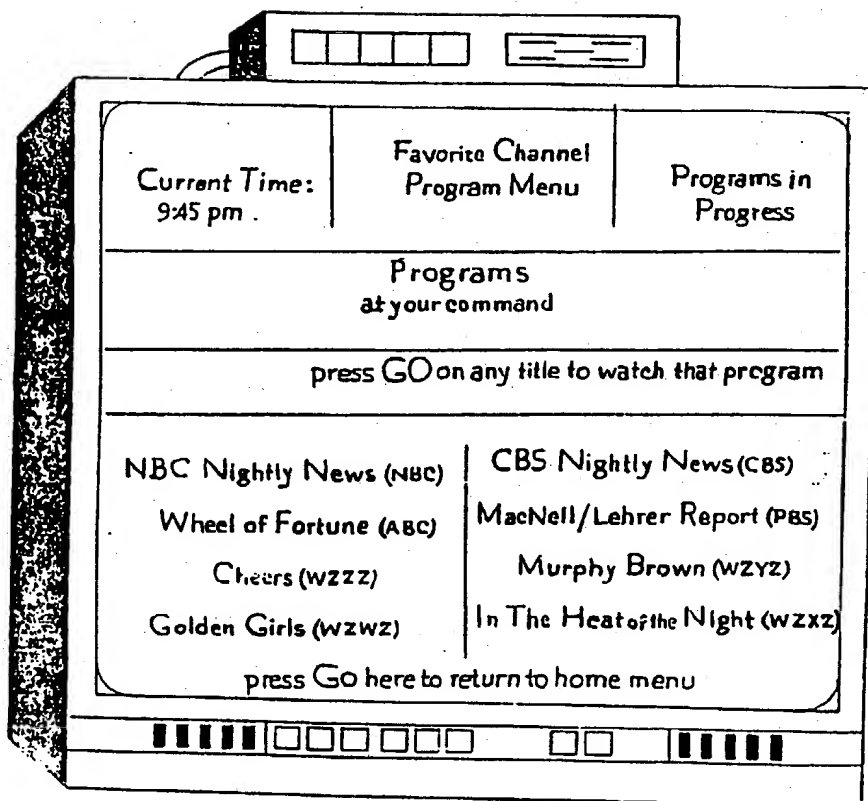 Current Time:
9:45 pm .
Favorite Channel
Program Menu
Programs in
Progress
Programs
at your command
press GO on any title to watch that program
NBC Nightly News (NBC)
Wheel of Fortune (ABC)
Cheers (WZZZ)
Golden Girls (WZWZ)
CBS Nightly News (CBS)
MacNeil/Lehrer Report (PBS)
Murphy Brown (WZYZ)
In The Heat of the Night (WZXZ)
press Go here to return to home menu